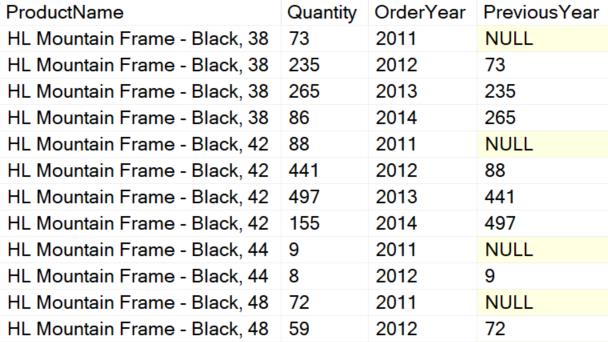 ProductName Quantity OrderYear PreviousYear
HL Mountain Frame - Black, 38 73 2011 NULL
HL Mountain Frame - Black, 38 235 2012 73
HL Mountain Frame - Black, 38 265 2013 235
HL Mountain Frame - Black, 38 86 2014 265
HL Mountain Frame - Black, 42 88 2011 NULL
HL Mountain Frame - Black, 42 441 2012 88
HL Mountain Frame - Black, 42 497 2013 441
HL Mountain Frame - Black, 42 155 2014 497
HL Mountain Frame - Black, 44 9 2011 NULL
HL Mountain Frame - Black, 44 8 2012 9
HL Mountain Frame - Black, 48 72 2011 NULL
HL Mountain Frame - Black, 48 59 2012 72